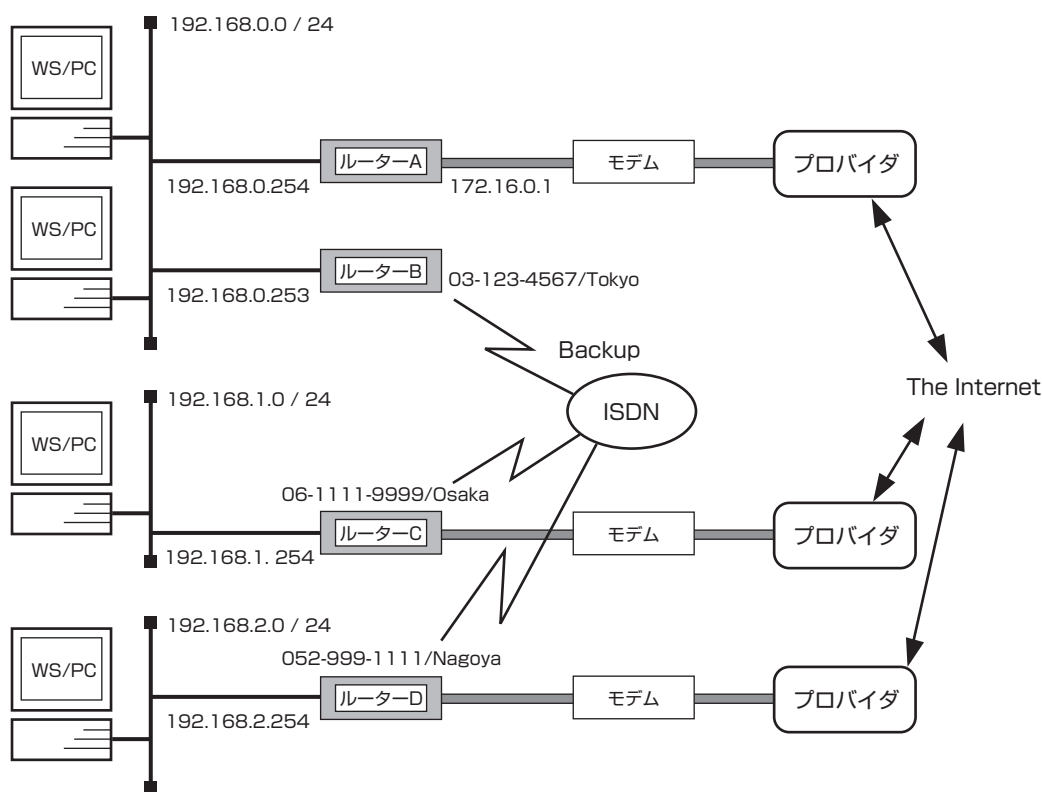 192.168.0.0 / 24
WS/PC
ルーターA
モデム
プロバイダ
192.168.0.254
172.16.0.1
WS/PC
ルーターB
03-123-4567/Tokyo
192.168.0.253
Backup
The Internet
192.168.1.0 / 24
ISDN
WS/PC
06-1111-9999/Osaka
ルーターC
モデム
プロバイダ
192.168.1. 254
192.168.2.0 / 24
052-999-1111/Nagoya
WS/PC
ルーターD
モデム
プロバイダ
192.168.2.254